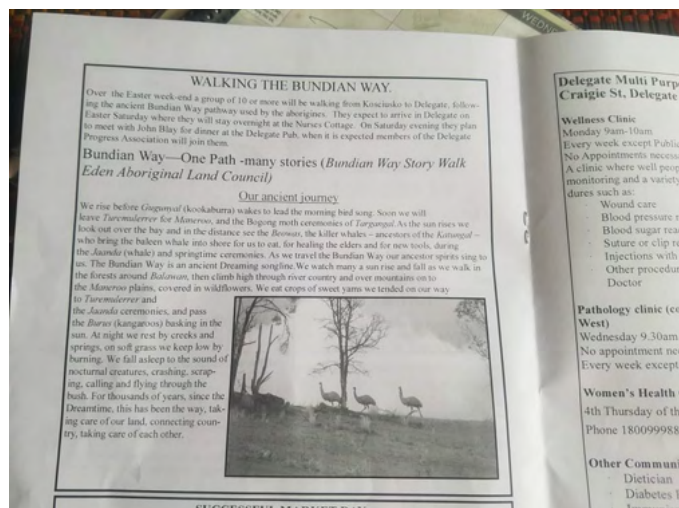 WEDNE
WALKING THE BUNDIAN WAY.
Over the Easter week-end a group of 10 or more will be walking from Kosciusko to Delegate, follow-
ing the ancient Bundian Way pathway used by the aborigines. They expect to arrive in Delegate on
Easter Saturday where they will stay overnight at the Nurses Cottage. On Saturday evening they plan
to meet with John Blay for dinner at the Delegate Pub, when it is expected members of the Delegate
Progress Association will join them.
Bundian Way—One Path -many stories (Bundian Way Story Walk
Eden Aboriginal Land Council)
Our ancient journey
We rise before Gugunyal (kookaburra) wakes to lead the morning bird song. Soon we will
leave Turemulerrer for Maneroo, and the Bogong moth ceremonies of Targangal. As the sun rises we
look out over the bay and in the distance see the Beowas, the killer whales – ancestors of the Katungal –
who bring the baleen whale into shore for us to eat, for healing the elders and for new tools, during
the Jaanda (whale) and springtime ceremonies. As we travel the Bundian Way our ancestor spirits sing to
us. The Bundian Way is an ancient Dreaming songline. We watch many a sun rise and fall as we walk in
the forests around Balawan, then climb high through river country and over mountains on to
the Maneroo plains, covered in wildflowers. We eat crops of sweet yams we tended on our way
to Turemulerrer and
the Jaanda ceremonies, and pass
the Burus (kangaroos) basking in the
sun. At night we rest by creeks and
springs, on soft grass we keep low by
burning. We fall asleep to the sound of
nocturnal creatures, crashing, scrap-
ing, calling and flying through the
bush. For thousands of years, since the
Dreamtime, this has been the way, tak-
ing care of our land, connecting coun-
try, taking care of each other.
Delegate Multi Purp
Craigie St, Delegate
Wellness Clinic
Monday 9am-10am
Every week except Public
No Appointments necess
A clinic where well peop
monitoring and a variety
dures such as:
· Wound care
· Blood pressure
· Blood sugar rea
· Suture or clip re
· Injections with
· Other procedur
· Doctor
Pathology clinic (co
West)
Wednesday 9.30am
No appointment nec
Every week except
Women's Health
4th Thursday of th
Phone 180099988
Other Commun
· Dietician
· Diabetes